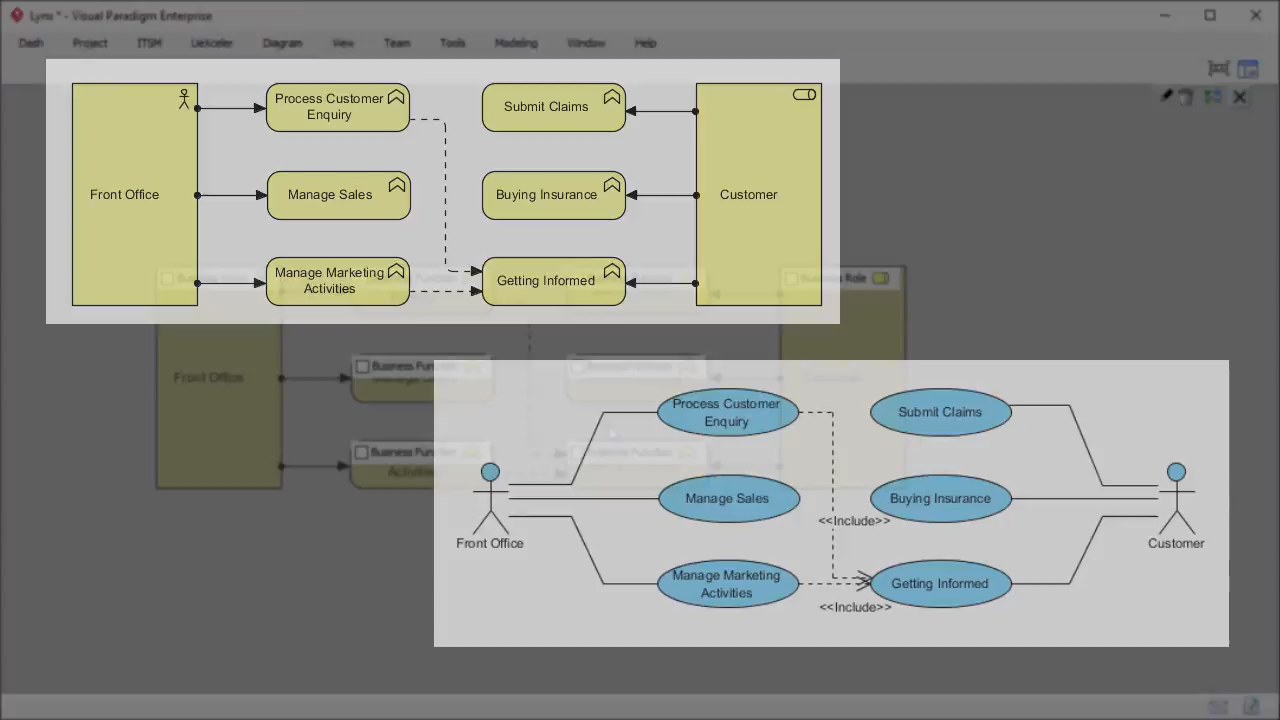 Lynx * - Visual Paradigm Enterprise
Dash Project ITSM UeXceler Diagram View Team Tools Modeling Window Help
Process Customer
Enquiry
Submit Claims
Front Office
Manage Sales
Buying Insurance
Customer
Manage Marketing
Activities
Getting Informed
Business Role
Front Office
Business Function
Business Function
Activities
Process Customer
Enquiry
Submit Claims
Manage Sales
Buying Insurance
<<Include>>
Front Office
Customer
Manage Marketing
Activities
Getting Informed
<<Include>>